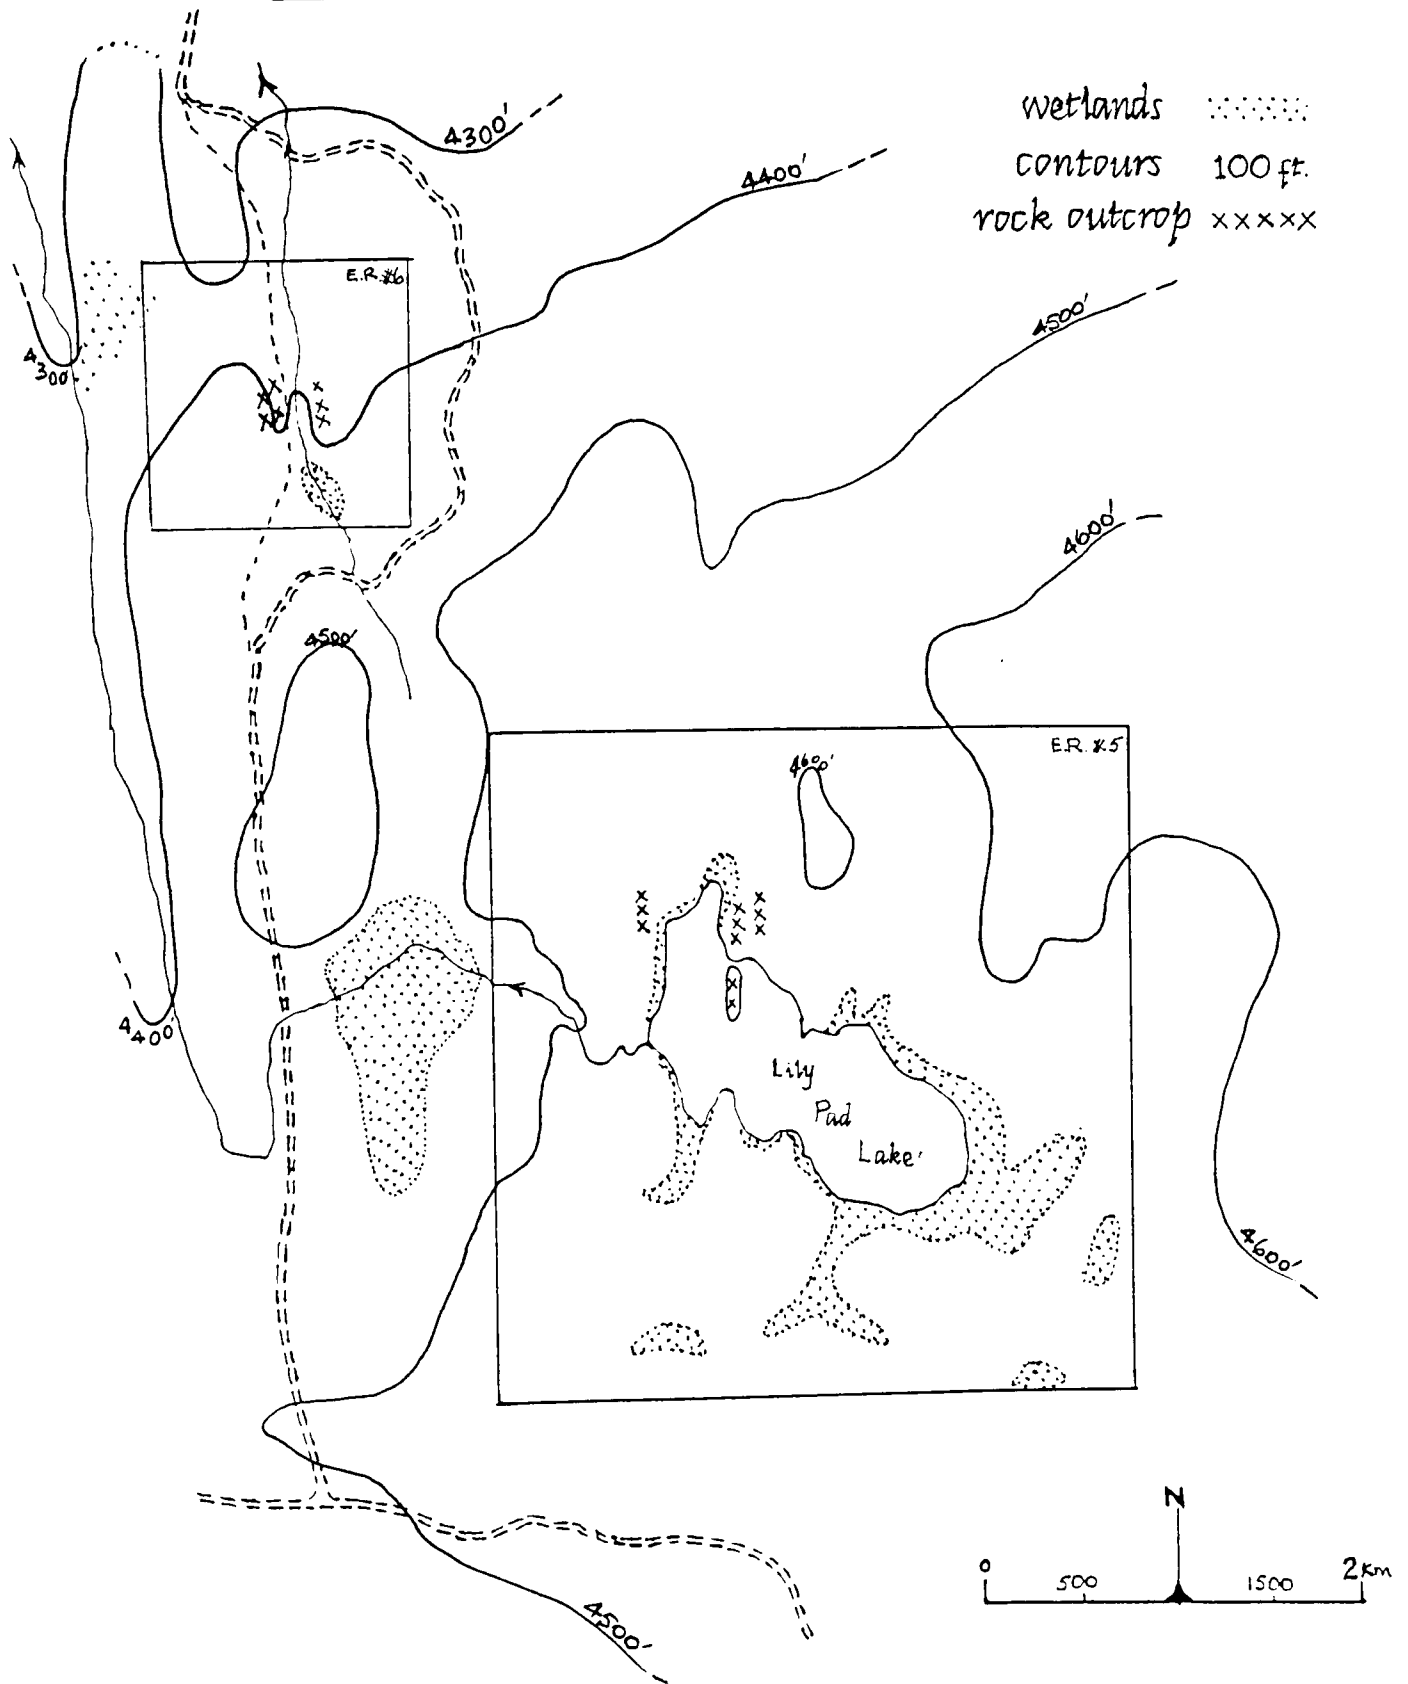 wetlands
contours 100 ft.
rock outcrop xxxxx
4300'
4400'
E.R. #6
4500'
4300'
4600'
4500'
E.R. #5
4600'
4400'
Lily
Pad
Lake
4600'
N
0 500 1500 2 km
4500'